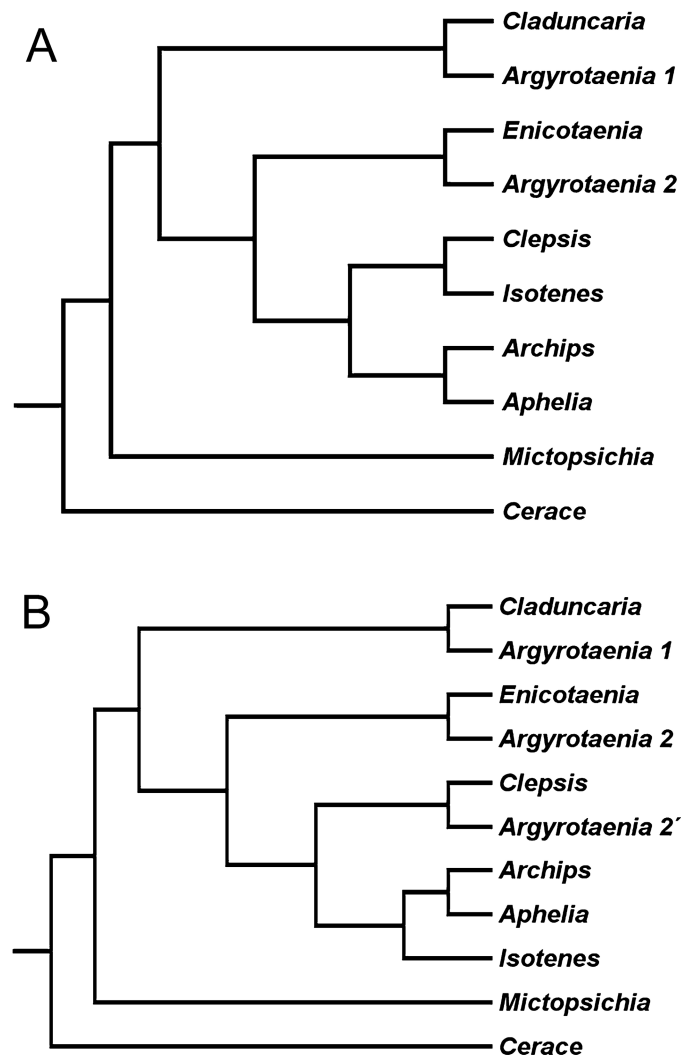 A
Claduncaria
Argyrotaenia 1
Enicotaenia
Argyrotaenia 2
Clepsis
Isotenes
Archips
Aphelia
Mictopsichia
Cerace
B
Claduncaria
Argyrotaenia 1
Enicotaenia
Argyrotaenia 2
Clepsis
Argyrotaenia 2´
Archips
Aphelia
Isotenes
Mictopsichia
Cerace